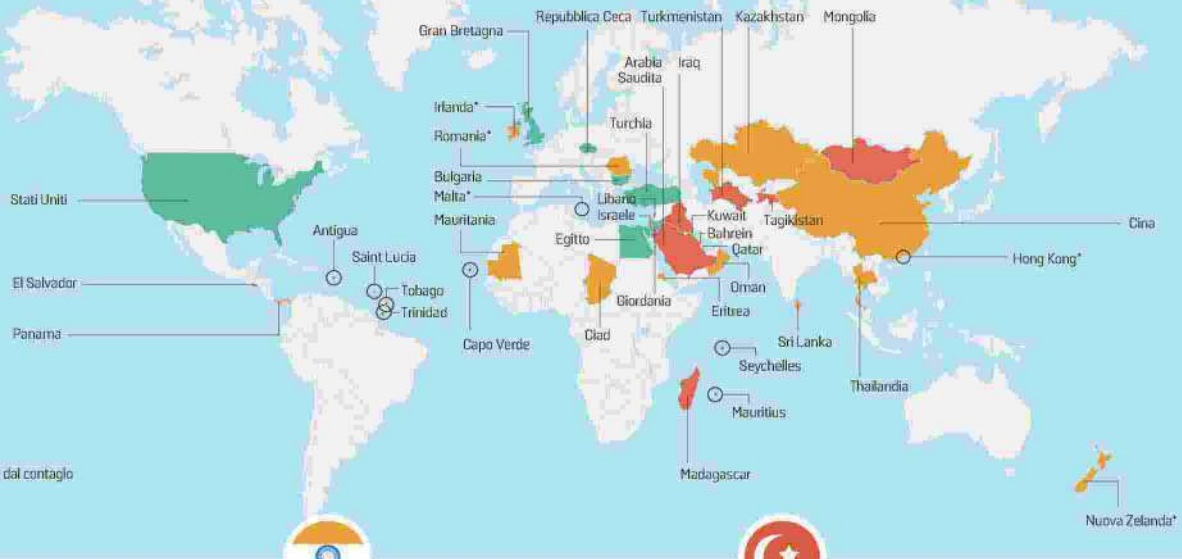 Repubblica Ceca
Turkmenistan
Kazakhstan
Mongolia
Gran Bretagna
Arabia
Saudita
Iraq
Irlanda*
Romania*
Turchia
Bulgaria
Malta*
Libano
Israele
Stati Uniti
Mauritania
Kuwait
Tagikistan
Cina
Antigua
Egitto
Bahrein
Qatar
Saint Lucia
Hong Kong*
El Salvador
Tobago
Oman
Trinidad
Giordania
Eritrea
Panama
Capo Verde
Ciad
Sri Lanka
Seychelles
Thailandia
Mauritius
dal contagio
Madagascar
Nuova Zelanda*